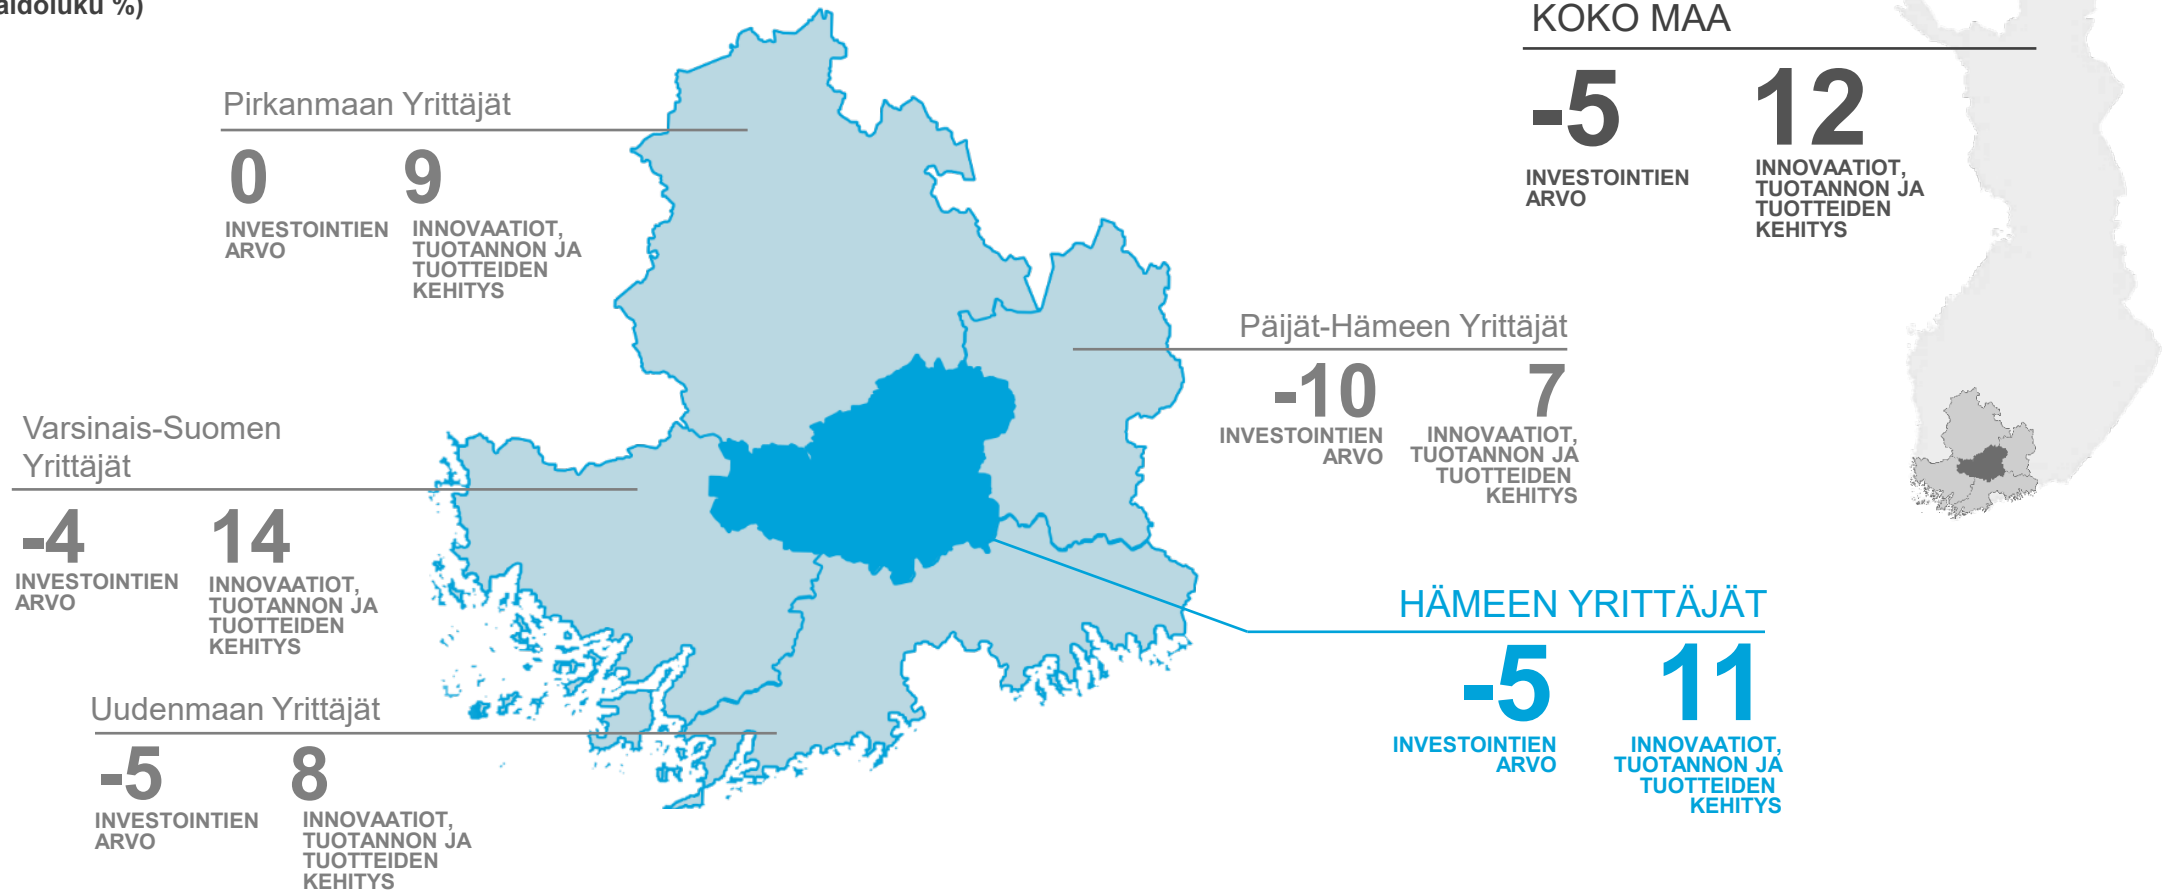 saldoluku %)
KOKO MAA
-5
12
INVESTOINTIEN
ARVO
INNOVAATIOT,
TUOTANNON JA
TUOTTEIDEN
KEHITYS
Pirkanmaan Yrittäjät
0
9
INVESTOINTIEN
ARVO
INNOVAATIOT,
TUOTANNON JA
TUOTTEIDEN
KEHITYS
Päijät-Hämeen Yrittäjät
-10
7
INVESTOINTIEN
ARVO
INNOVAATIOT,
TUOTANNON JA
TUOTTEIDEN
KEHITYS
Varsinais-Suomen
Yrittäjät
-4
14
INVESTOINTIEN
ARVO
INNOVAATIOT,
TUOTANNON JA
TUOTTEIDEN
KEHITYS
HÄMEEN YRITTÄJÄT
-5
11
INVESTOINTIEN
ARVO
INNOVAATIOT,
TUOTANNON JA
TUOTTEIDEN
KEHITYS
Uudenmaan Yrittäjät
-5
8
INVESTOINTIEN
ARVO
INNOVAATIOT,
TUOTANNON JA
TUOTTEIDEN
KEHITYS